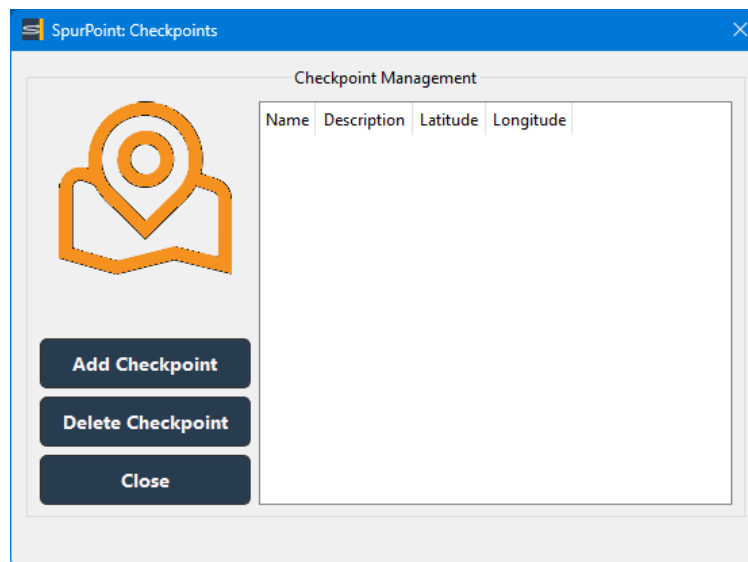 SpurPoint: Checkpoints
Checkpoint Management
Name Description Latitude Longitude
Add Checkpoint
Delete Checkpoint
Close